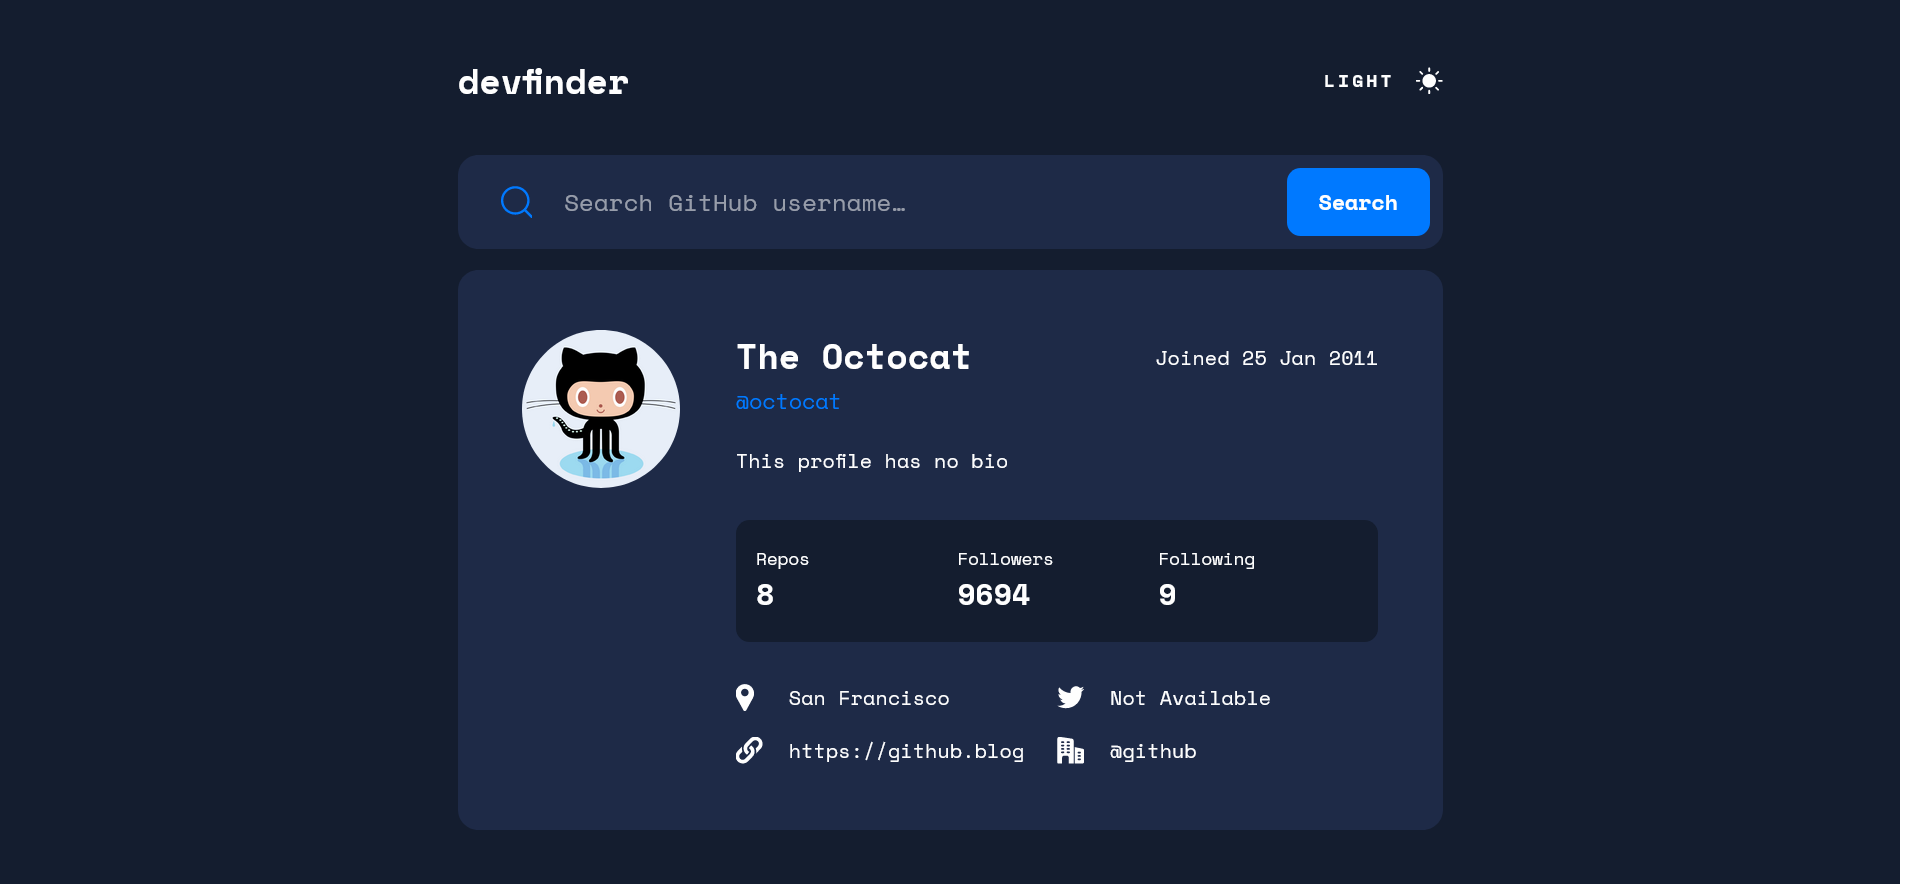 devfinder
LIGHT
Search GitHub username…
Search
The Octocat
Joined 25 Jan 2011
@octocat
This profile has no bio
Repos Followers Following
8 9694 9
San Francisco Not Available
https://github.blog @github